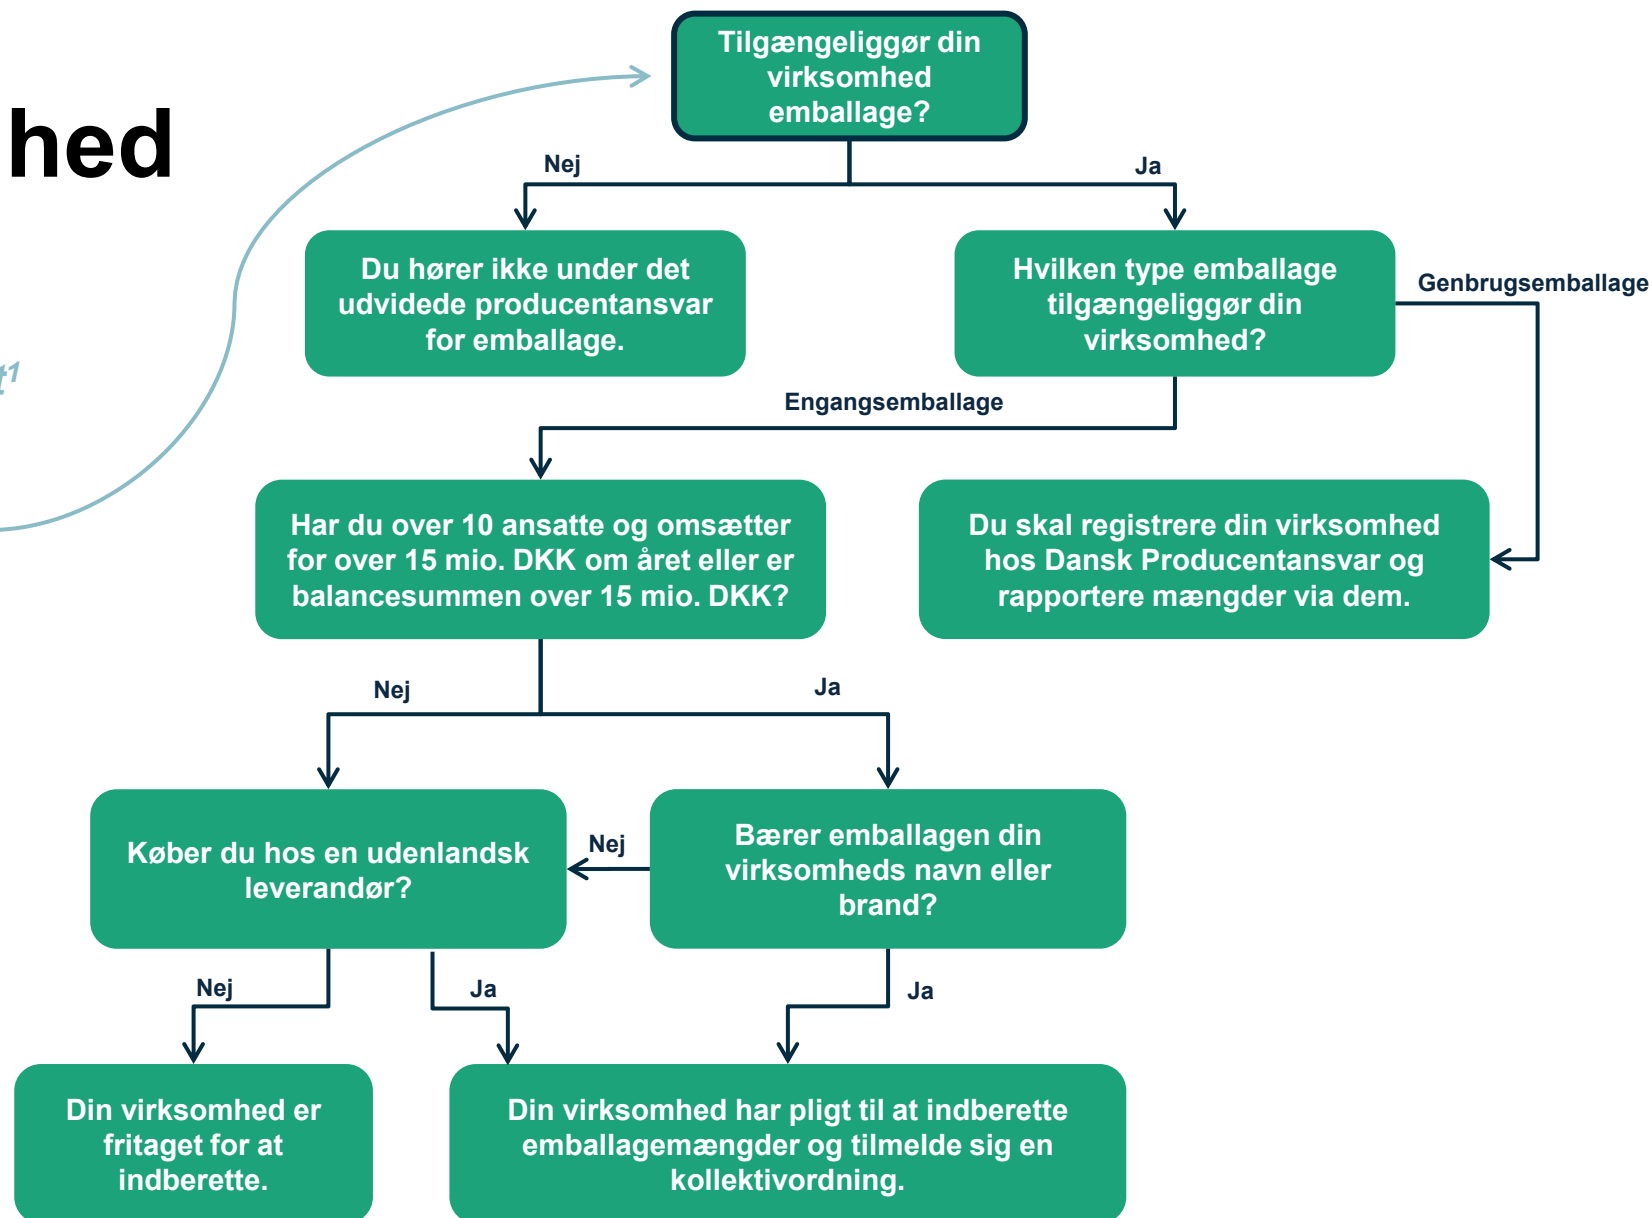 Tilgængeliggør din
virksomhed
emballage?
hed
Nej
Ja
Du hører ikke under det
udvidede producentansvar
for emballage.
Hvilken type emballage
tilgængeliggør din
virksomhed?
Genbrugsemballage
t¹
Engangsemballage
Har du over 10 ansatte og omsætter
for over 15 mio. DKK om året eller er
balancesummen over 15 mio. DKK?
Du skal registrere din virksomhed
hos Dansk Producentansvar og
rapportere mængder via dem.
Nej
Ja
Køber du hos en udenlandsk
leverandør?
Nej
Bærer emballagen din
virksomheds navn eller
brand?
Nej
Ja
Ja
Din virksomhed er
fritaget for at
indberette.
Din virksomhed har pligt til at indberette
emballagemængder og tilmelde sig en
kollektivordning.